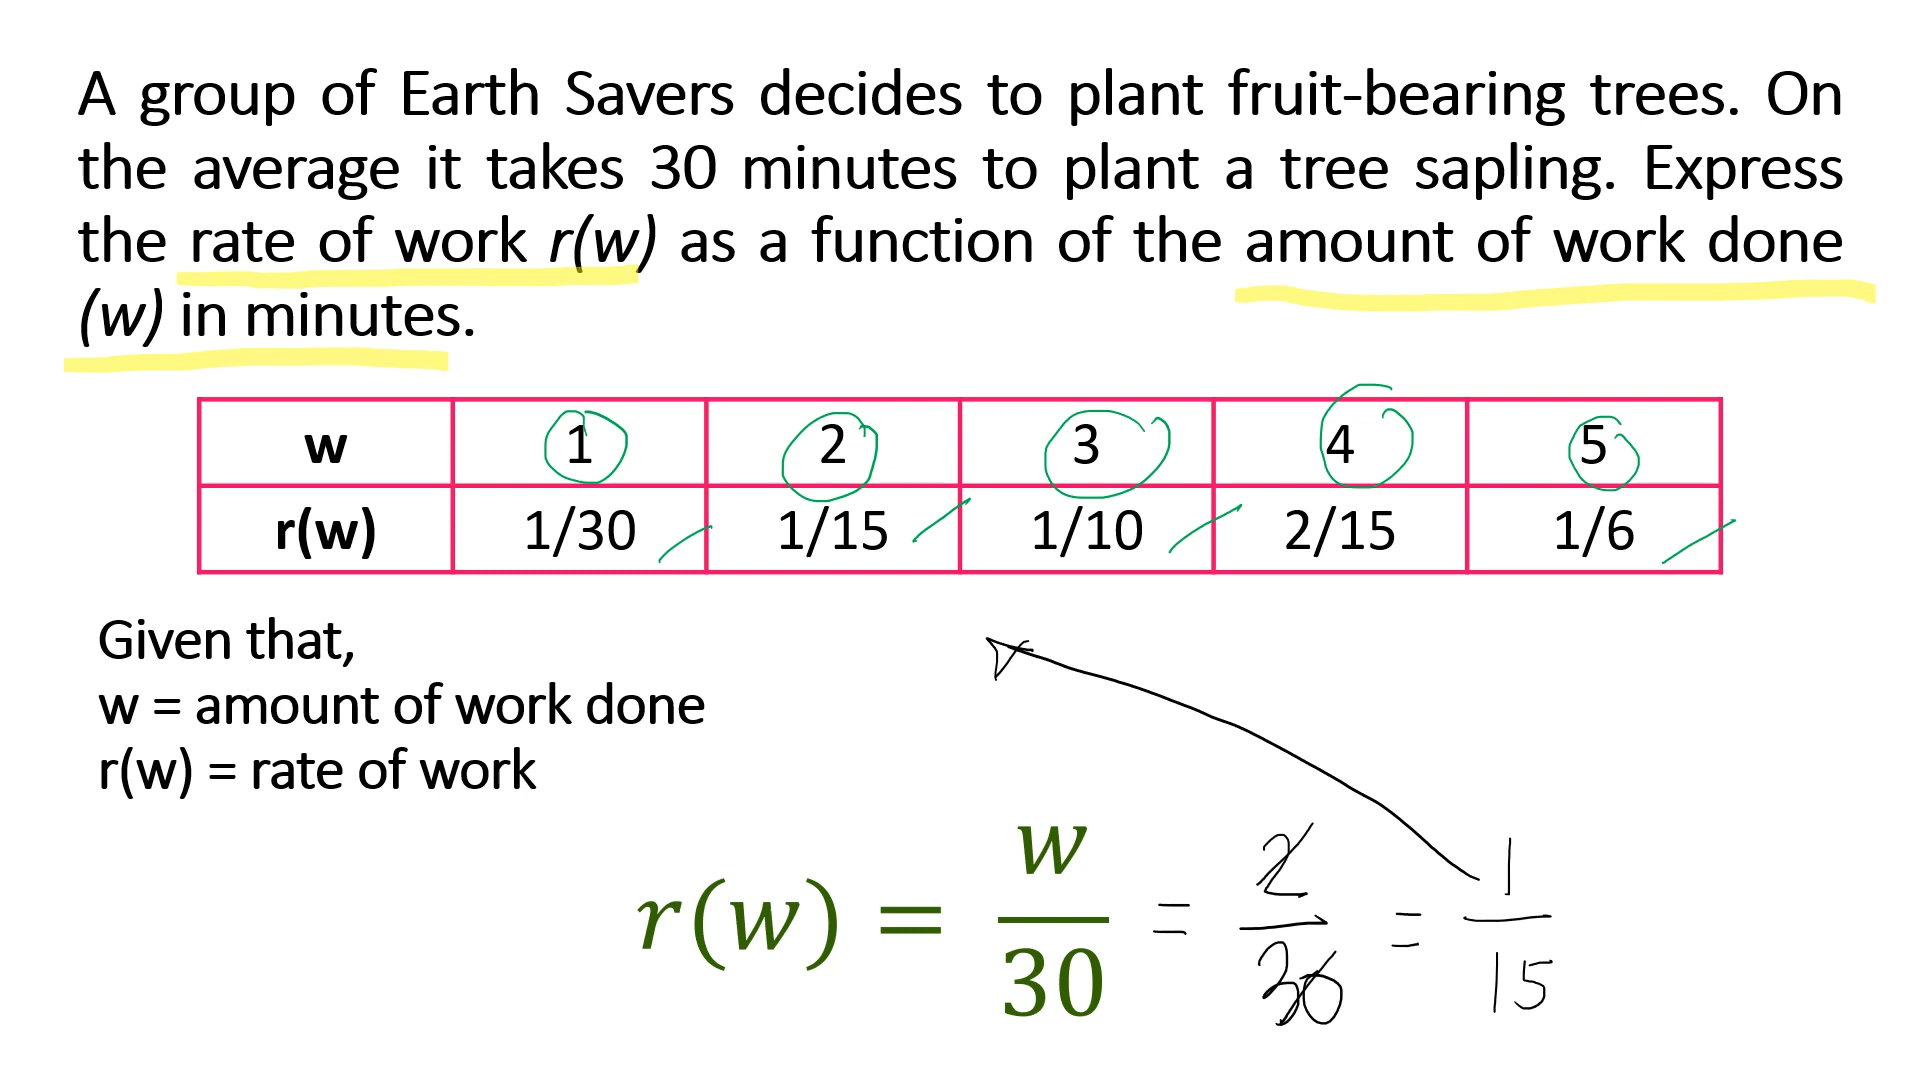 A group of Earth Savers decides to plant fruit-bearing trees. On
the average it takes 30 minutes to plant a tree sapling. Express
the rate of work r(w) as a function of the amount of work done
(w) in minutes.
w 1 2 3 4 5
r(w) 1/30 1/15 1/10 2/15 1/6
Given that,
w = amount of work done
r(w) = rate of work
r(w) = w/30 = 2/30 = 1/15